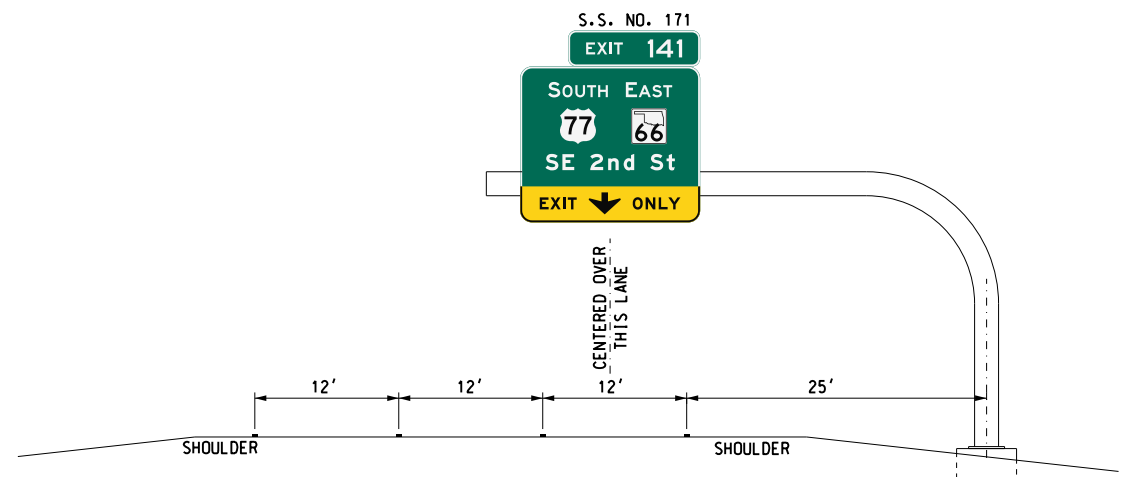 S.S. NO. 171
EXIT 141
SOUTH EAST
77 66
SE 2nd St
EXIT ONLY
CENTERED OVER
THIS LANE
12' 12' 12' 25'
SHOULDER SHOULDER